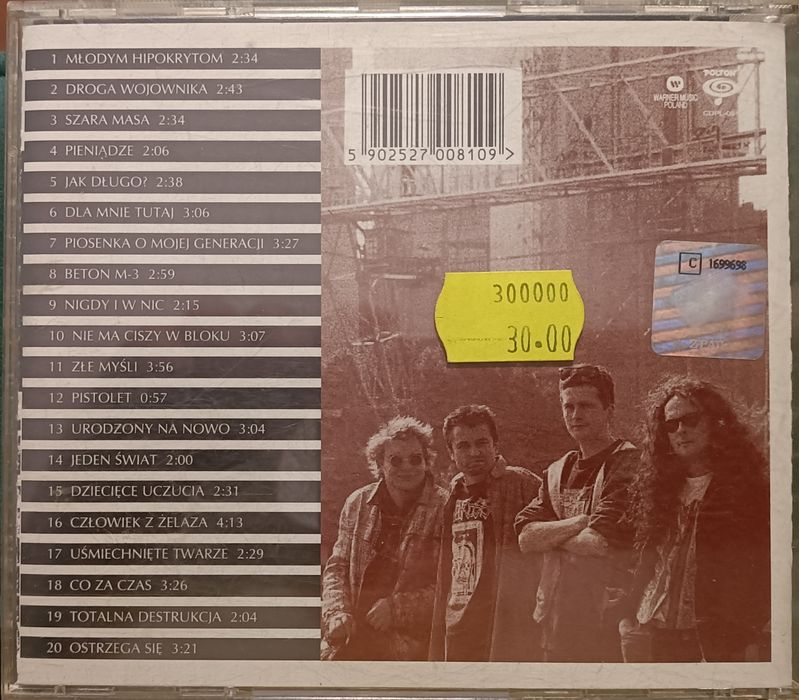 1 MŁODYM HIPOKRYTOM 2:34
2 DROGA WOJOWNIKA 2:43
3 SZARA MASA 2:34
4 PIENIĄDZE 2:06
5 JAK DŁUGO? 2:38
6 DLA MNIE TUTAJ 3:06
7 PIOSENKA O MOJEJ GENERACJI 3:27
8 BETON M-3 2:59
9 NIGDY I W NIC 2:15
10 NIE MA CISZY W BLOKU 3:07
11 ZŁE MYŚLI 3:56
12 PISTOLET 0:57
13 URODZONY NA NOWO 3:04
14 JEDEN ŚWIAT 2:00
15 DZIECIĘCE UCZUCIA 2:31
16 CZŁOWIEK Z ŻELAZA 4:13
17 UŚMIECHNIĘTE TWARZE 2:29
18 CO ZA CZAS 3:26
19 TOTALNA DESTRUKCJA 2:04
20 OSTRZEGA SIĘ 3:21
5 902527 008109 >
WARNER MUSIC
POLAND
POLTON
C 1699698
300000
30.00